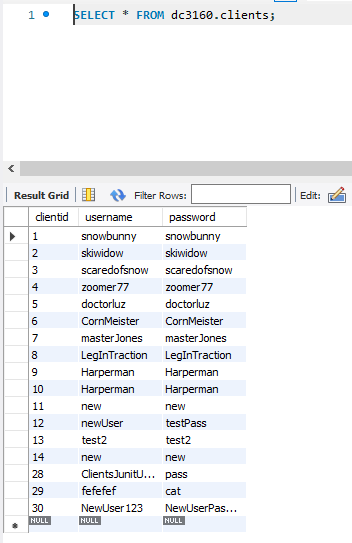 1 SELECT * FROM dc3160.clients;
Result Grid Filter Rows: Edit:
clientid username password
1 snowbunny snowbunny
2 skiwidow skiwidow
3 scaredofsnow scaredofsnow
4 zoomer77 zoomer77
5 doctorluz doctorluz
6 CornMeister CornMeister
7 masterJones masterJones
8 LegInTraction LegInTraction
9 Harperman Harperman
10 Harperman Harperman
11 new new
12 newUser testPass
13 test2 test2
14 new new
28 ClientsJunitU... pass
29 fefefef cat
30 NewUser123 NewUserPas...
NULL NULL NULL